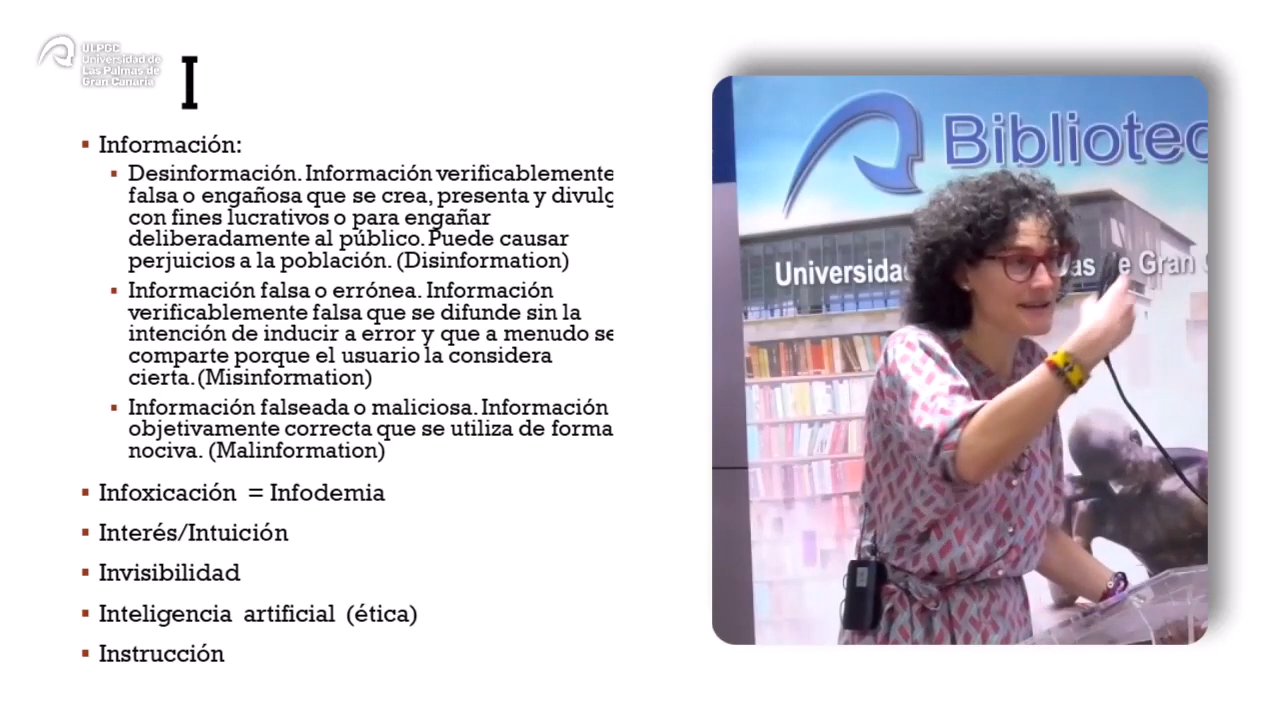 ULPGC
Universidad de
Las Palmas de
Gran Canaria
I
▪ Información:
▪ Desinformación. Información verificablemente
falsa o engañosa que se crea, presenta y divulg
con fines lucrativos o para engañar
deliberadamente al público. Puede causar
perjuicios a la población. (Disinformation)
▪ Información falsa o errónea. Información
verificablemente falsa que se difunde sin la
intención de inducir a error y que a menudo se
comparte porque el usuario la considera
cierta. (Misinformation)
▪ Información falseada o maliciosa. Información
objetivamente correcta que se utiliza de forma
nociva. (Malinformation)
▪ Infoxicación = Infodemia
▪ Interés/Intuición
▪ Invisibilidad
▪ Inteligencia artificial (ética)
▪ Instrucción
Bibliotec
Universida as e Gran